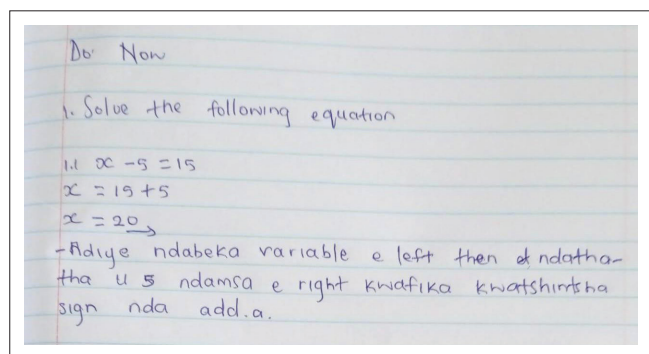 Do Now
1. Solve the following equation
1.1 x - 5 = 15
x = 15 + 5
x = 20
- Adiye ndabeka variable e left then ndatha-
tha u 5 ndamsa e right kwafika kwatshintsha
sign nda add.a.